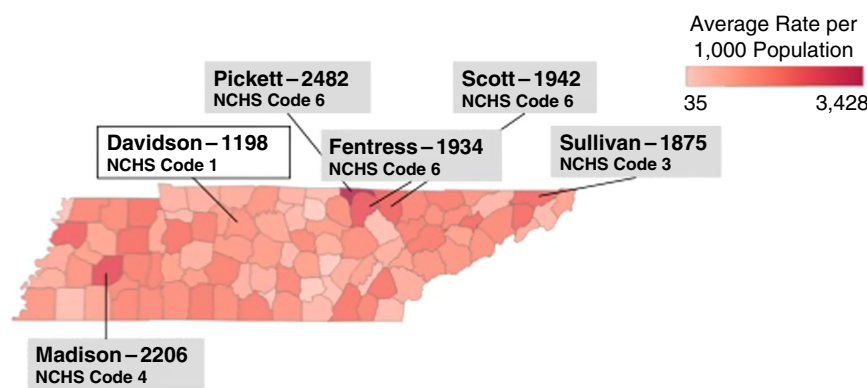 Average Rate per
1,000 Population
35 3,428
Pickett – 2482
NCHS Code 6
Scott – 1942
NCHS Code 6
Davidson – 1198
NCHS Code 1
Fentress – 1934
NCHS Code 6
Sullivan – 1875
NCHS Code 3
Madison – 2206
NCHS Code 4